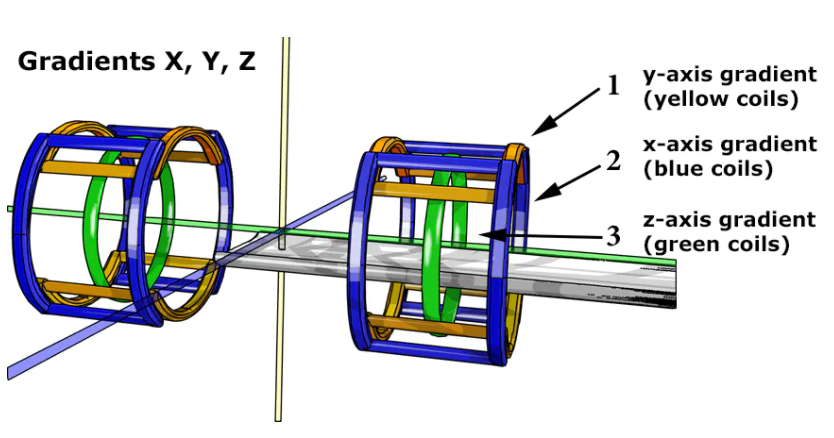 Gradients X, Y, Z
1
y-axis gradient
(yellow coils)
2
x-axis gradient
(blue coils)
3
z-axis gradient
(green coils)